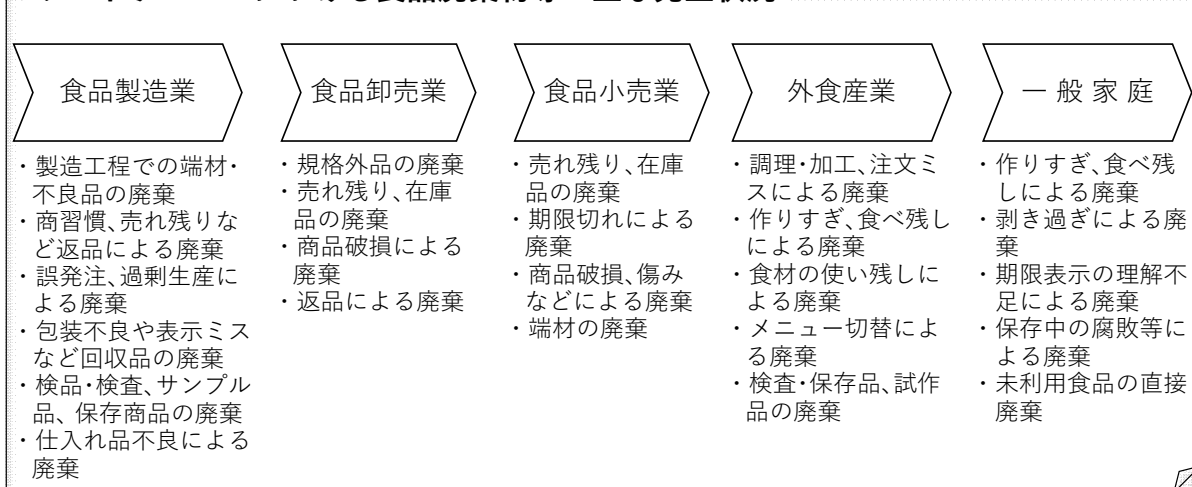 食品製造業
・製造工程での端材・
不良品の廃棄
・商習慣、売れ残りな
ど返品による廃棄
・誤発注、過剰生産に
よる廃棄
・包装不良や表示ミス
など回収品の廃棄
・検品・検査、サンプル
品、保存商品の廃棄
・仕入れ品不良による
廃棄
食品卸売業
・規格外品の廃棄
・売れ残り、在庫
品の廃棄
・商品破損による
廃棄
・返品による廃棄
食品小売業
・売れ残り、在庫
品の廃棄
・期限切れによる
廃棄
・商品破損、傷み
などによる廃棄
・端材の廃棄
外食産業
・調理・加工、注文ミ
スによる廃棄
・作りすぎ、食べ残し
による廃棄
・食材の使い残しに
よる廃棄
・メニュー切替によ
る廃棄
・検査・保存品、試作
品の廃棄
一般家庭
・作りすぎ、食べ残
しによる廃棄
・剥き過ぎによる廃
棄
・期限表示の理解不
足による廃棄
・保存中の腐敗等に
よる廃棄
・未利用食品の直接
廃棄